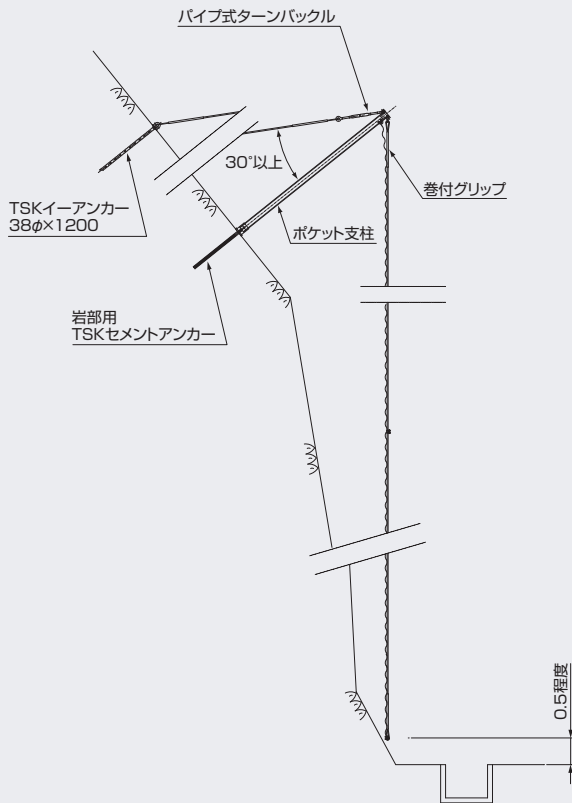 パイプ式ターンバックル
30°以上
巻付グリップ
TSKイーアンカー
38φ×1200
ポケット支柱
岩部用
TSKセメントアンカー
0.5程度